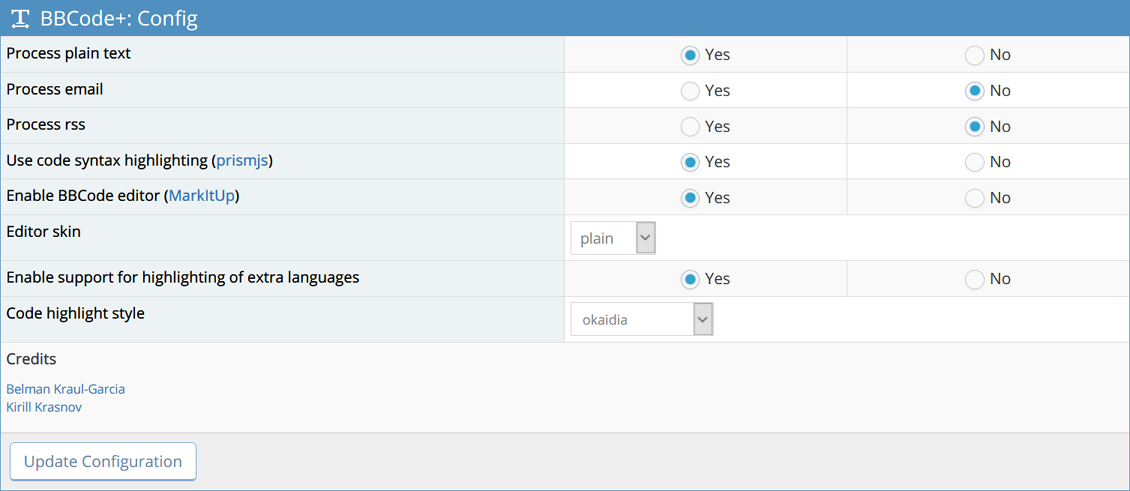 BBCode+: Config
Process plain text Yes No
Process email Yes No
Process rss Yes No
Use code syntax highlighting (prismjs) Yes No
Enable BBCode editor (MarkItUp) Yes No
Editor skin plain
Enable support for highlighting of extra languages Yes No
Code highlight style okaidia
Credits
Belman Kraul-Garcia
Kirill Krasnov
Update Configuration